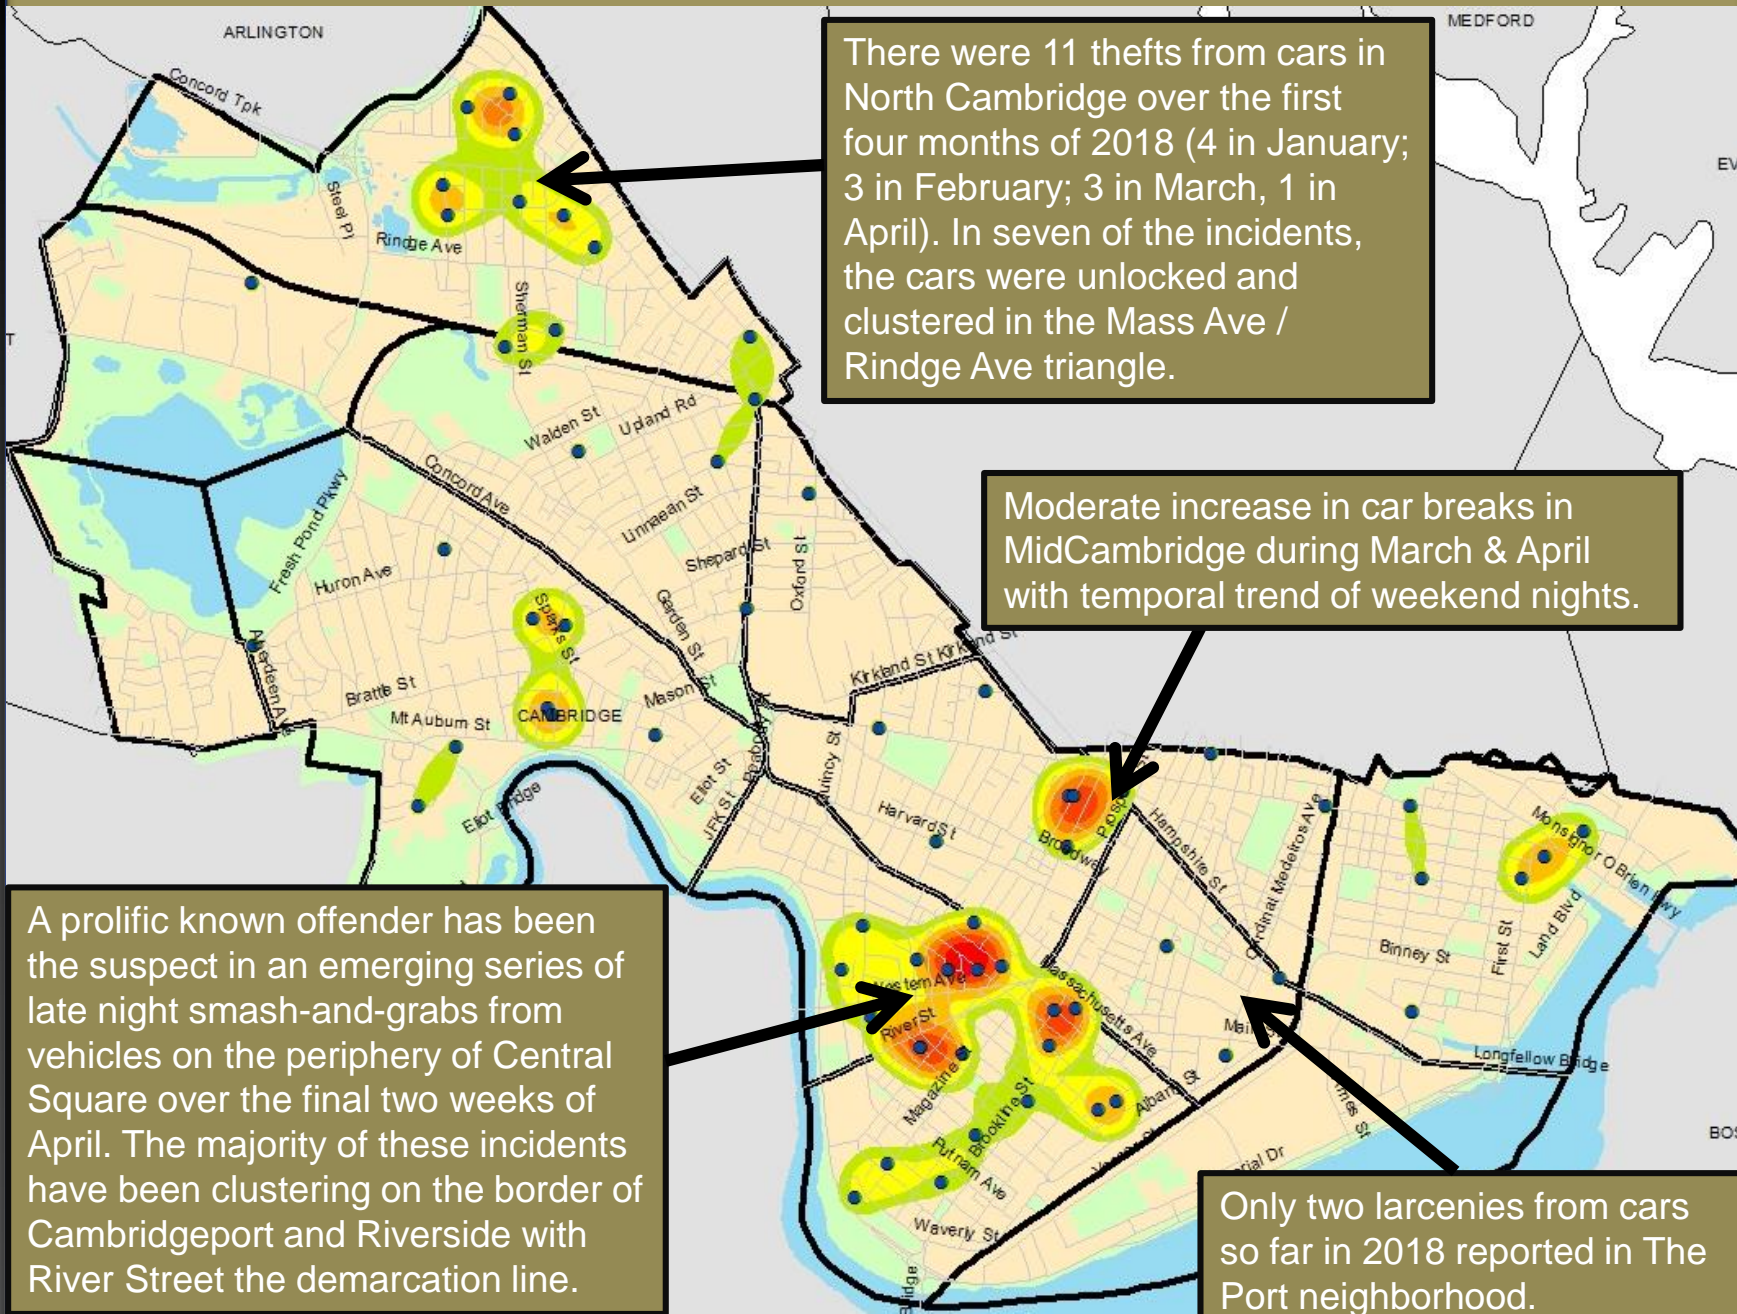 ARLINGTON
MEDFORD
Concord Tpk
There were 11 thefts from cars in
North Cambridge over the first
four months of 2018 (4 in January;
3 in February; 3 in March, 1 in
April). In seven of the incidents,
the cars were unlocked and
clustered in the Mass Ave /
Rindge Ave triangle.
EV
Steel Pl
Rindge Ave
Sherman St
T
Walden St
Upland Rd
Concord Ave
Fresh Pond Pkwy
Linnaean St
Shepard St
Oxford St
Huron Ave
Moderate increase in car breaks in
MidCambridge during March & April
with temporal trend of weekend nights.
Sparks St
Garden St
Aberdeen Ave
Brattle St
Mason St
Kirkland St
Mt Auburn St
CAMBRIDGE
Eliot St
JFK St
Quincy St
Eliot Bridge
Harvard St
Broadway
Hampshire St
Cardinal Medeiros Ave
Monsignor O Brien Hwy
Land Blvd
First St
Binney St
A prolific known offender has been
the suspect in an emerging series of
late night smash-and-grabs from
vehicles on the periphery of Central
Square over the final two weeks of
April. The majority of these incidents
have been clustering on the border of
Cambridgeport and Riverside with
River Street the demarcation line.
Western Ave
River St
Massachusetts Ave
Longfellow Bridge
Albany St
Brookline St
Putnam Ave
Waverly St
BOS
Only two larcenies from cars
so far in 2018 reported in The
Port neighborhood.